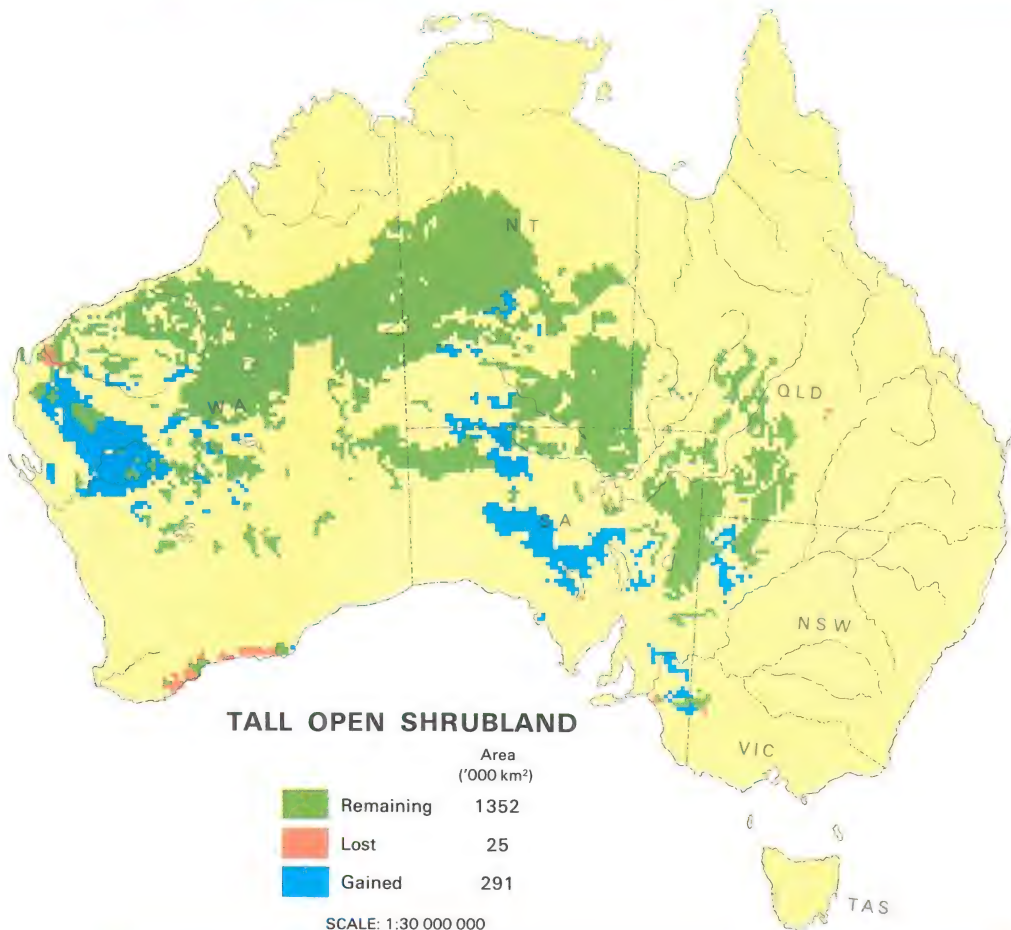 NT
WA
QLD
SA
NSW
VIC
TAS
TALL OPEN SHRUBLAND
Area
('000 km²)
Remaining 1352
Lost 25
Gained 291
SCALE: 1:30 000 000